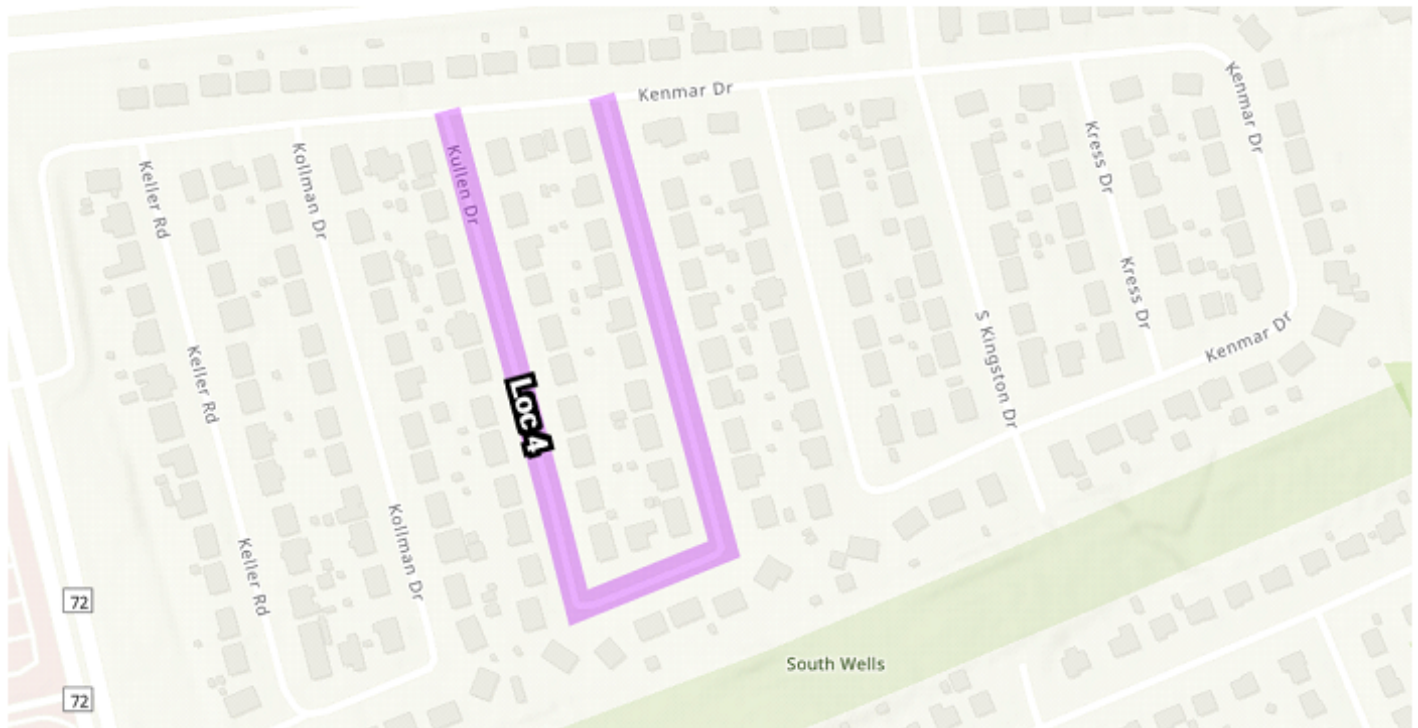 Kenmar Dr
Kenmar Dr
Kullen Dr
Kollman Dr
Keller Rd
Kress Dr
Kress Dr
S Kingston Dr
Kenmar Dr
Keller Rd
Loc 4
Kollman Dr
Keller Rd
72
South Wells
72